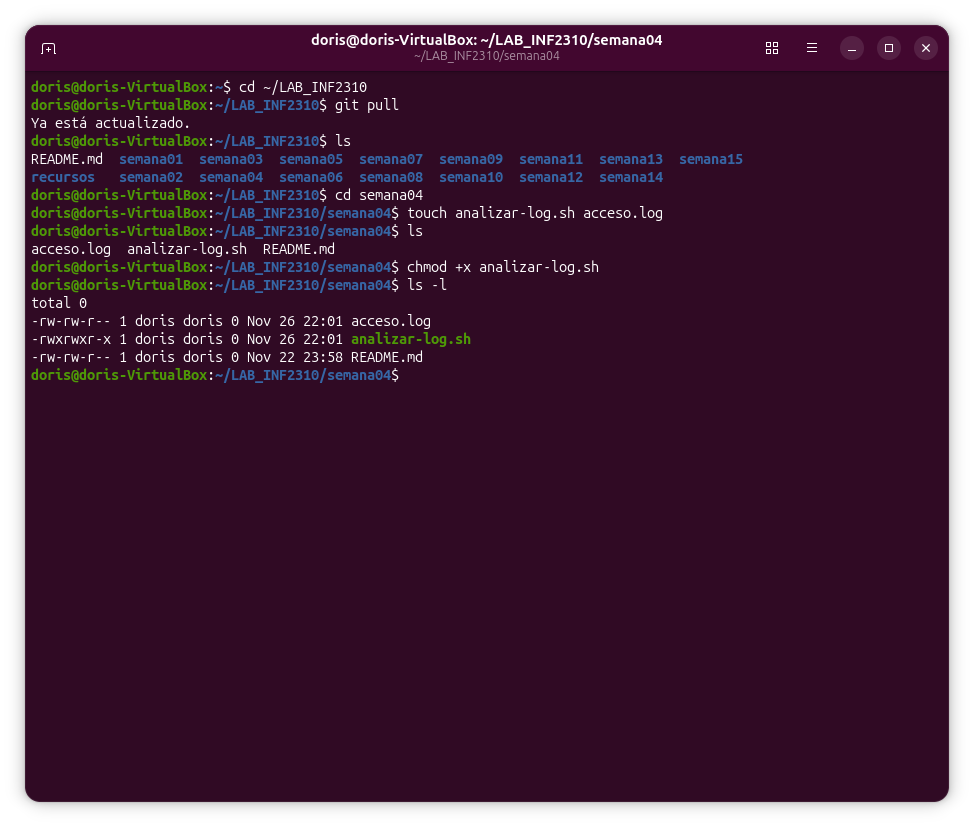 doris@doris-VirtualBox: ~/LAB_INF2310/semana04
~/LAB_INF2310/semana04
doris@doris-VirtualBox:~$ cd ~/LAB_INF2310
doris@doris-VirtualBox:~/LAB_INF2310$ git pull
Ya está actualizado.
doris@doris-VirtualBox:~/LAB_INF2310$ ls
README.md  semana01  semana03  semana05  semana07  semana09  semana11  semana13  semana15
recursos   semana02  semana04  semana06  semana08  semana10  semana12  semana14
doris@doris-VirtualBox:~/LAB_INF2310$ cd semana04
doris@doris-VirtualBox:~/LAB_INF2310/semana04$ touch analizar-log.sh acceso.log
doris@doris-VirtualBox:~/LAB_INF2310/semana04$ ls
acceso.log  analizar-log.sh  README.md
doris@doris-VirtualBox:~/LAB_INF2310/semana04$ chmod +x analizar-log.sh
doris@doris-VirtualBox:~/LAB_INF2310/semana04$ ls -l
total 0
-rw-rw-r-- 1 doris doris 0 Nov 26 22:01 acceso.log
-rwxrwxr-x 1 doris doris 0 Nov 26 22:01 analizar-log.sh
-rw-rw-r-- 1 doris doris 0 Nov 22 23:58 README.md
doris@doris-VirtualBox:~/LAB_INF2310/semana04$